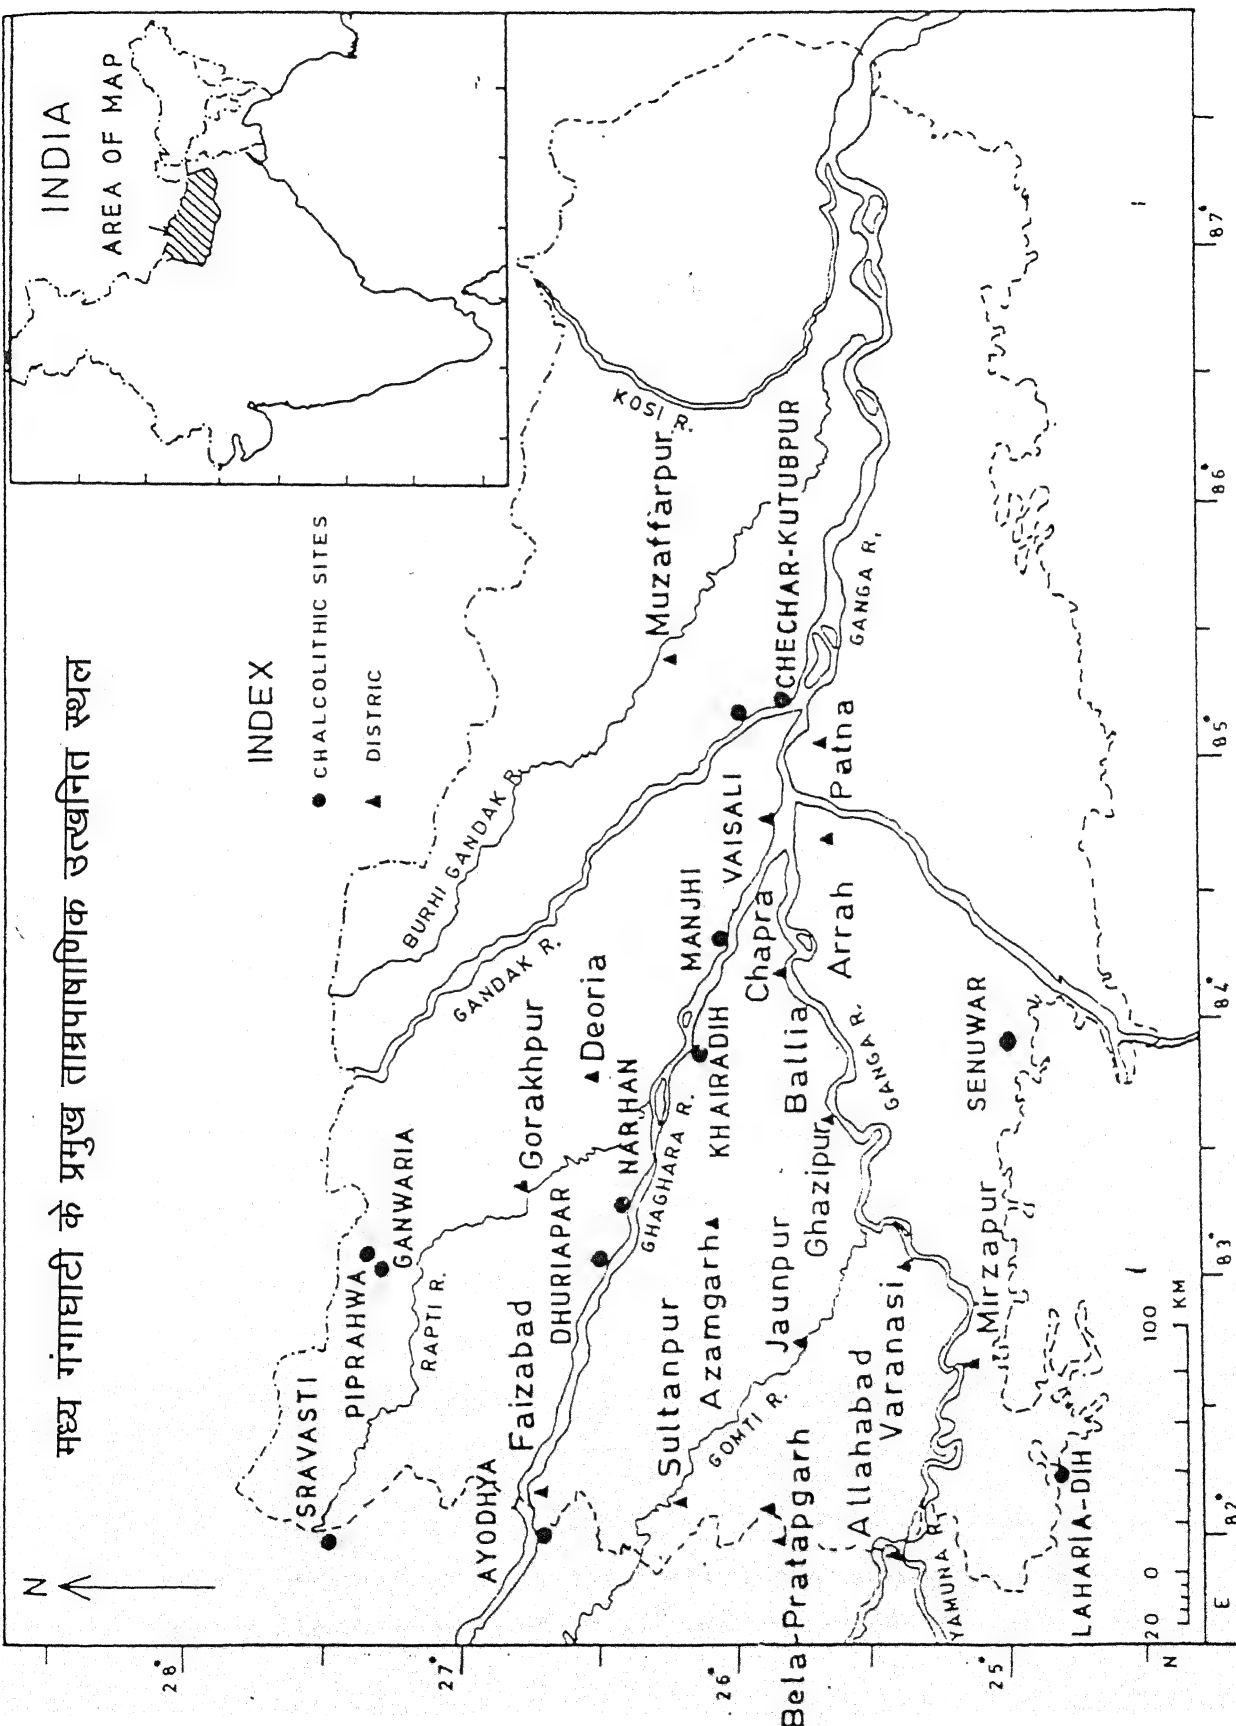 मध्य गंगाघाटी के प्रमुख ताम्रपाषाणिक उत्खनित स्थल
INDIA
AREA OF MAP
INDEX
● CHALCOLITHIC SITES
▲ DISTRIC
N
SRAVASTI
PIPRAHWA
GANWARIA
RAPTI R.
BURHI GANDAK R.
GANDAK R.
KOSI R.
Gorakhpur
Deoria
Muzaffarpur
AYODHYA
Faizabad
DHURIAPAR
NARHAN
GHAGHARA R.
KHAIRADIH
MANJHI
VAISALI
CHECHAR-KUTUBPUR
Sultanpur
Azamgarh
GOMTI R.
Jaunpur
Ghazipur
Ballia
Chapra
Arrah
Patna
GANGA R,
GANGA R.
Bela-Pratapgarh
Allahabad
Varanasi
Mirzapur
SENUWAR
YAMUNA R,
LAHARIA-DIH
20 0 100
KM
28°
27°
26°
25°
N
E
82°
83°
84°
85°
86°
87°